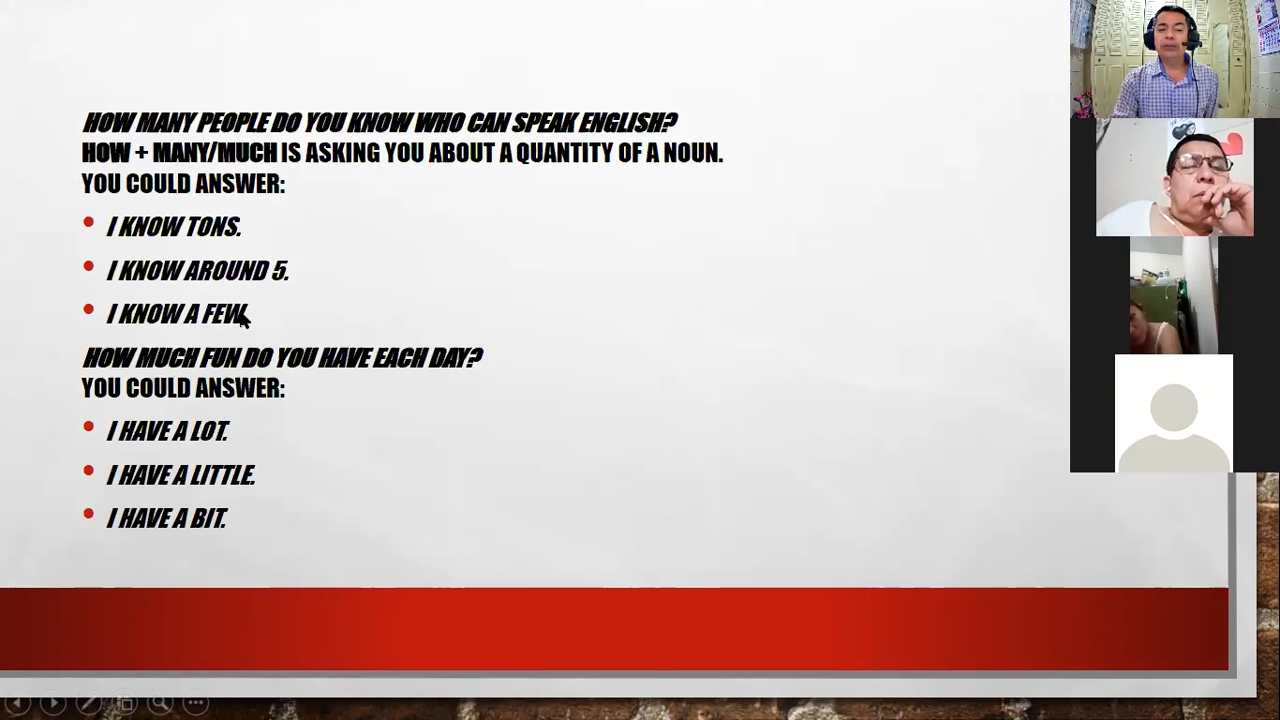 HOW MANY PEOPLE DO YOU KNOW WHO CAN SPEAK ENGLISH?
HOW + MANY/MUCH IS ASKING YOU ABOUT A QUANTITY OF A NOUN.
YOU COULD ANSWER:
• I KNOW TONS.
• I KNOW AROUND 5.
• I KNOW A FEW.
HOW MUCH FUN DO YOU HAVE EACH DAY?
YOU COULD ANSWER:
• I HAVE A LOT.
• I HAVE A LITTLE.
• I HAVE A BIT.